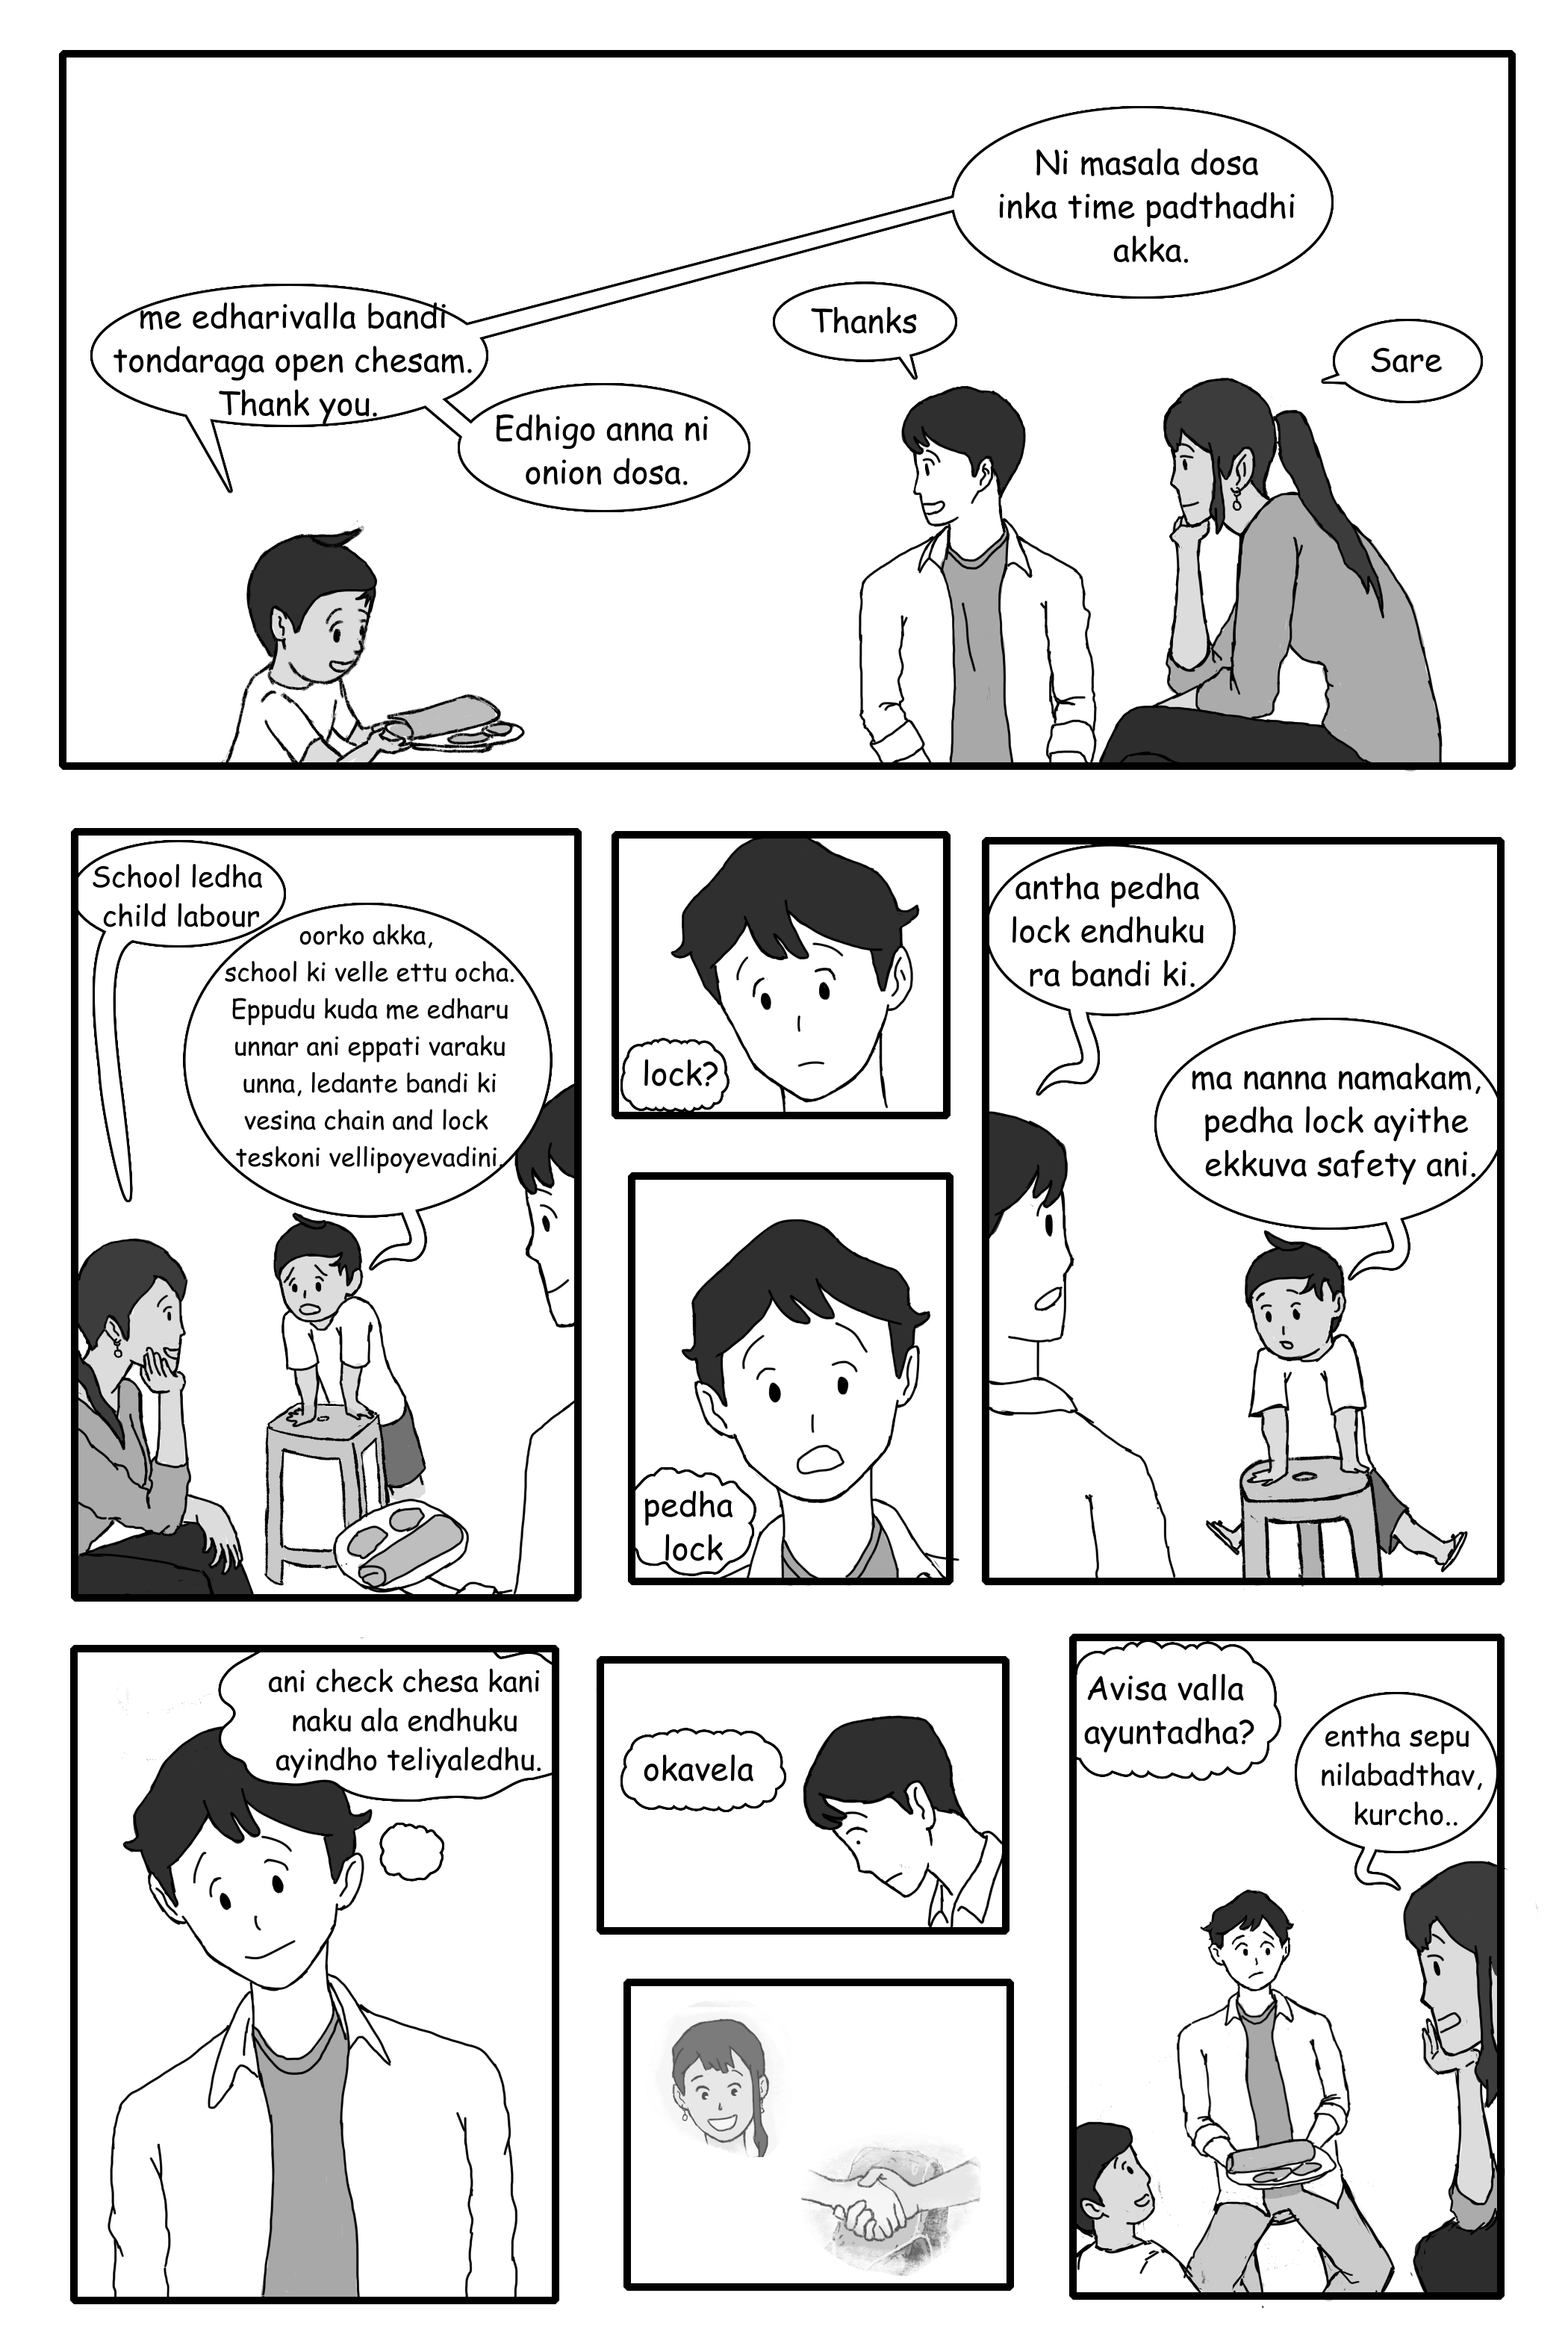 Ni masala dosa
inka time padthadhi
akka.
me edharivalla bandi
tondaraga open chesam.
Thank you.
Edhigo anna ni
onion dosa.
Thanks
Sare
School ledha
child labour
oorko akka,
school ki velle ettu ocha.
Eppudu kuda me edharu
unnar ani eppati varaku
unna, ledante bandi ki
vesina chain and lock
teskoni vellipoyevadini.
lock?
pedha
lock
antha pedha
lock endhuku
ra bandi ki.
ma nanna namakam,
pedha lock ayithe
ekkuva safety ani.
ani check chesa kani
naku ala endhuku
ayindho teliyaledhu.
okavela
Avisa valla
ayuntadha?
entha sepu
nilabadthav,
kurcho..